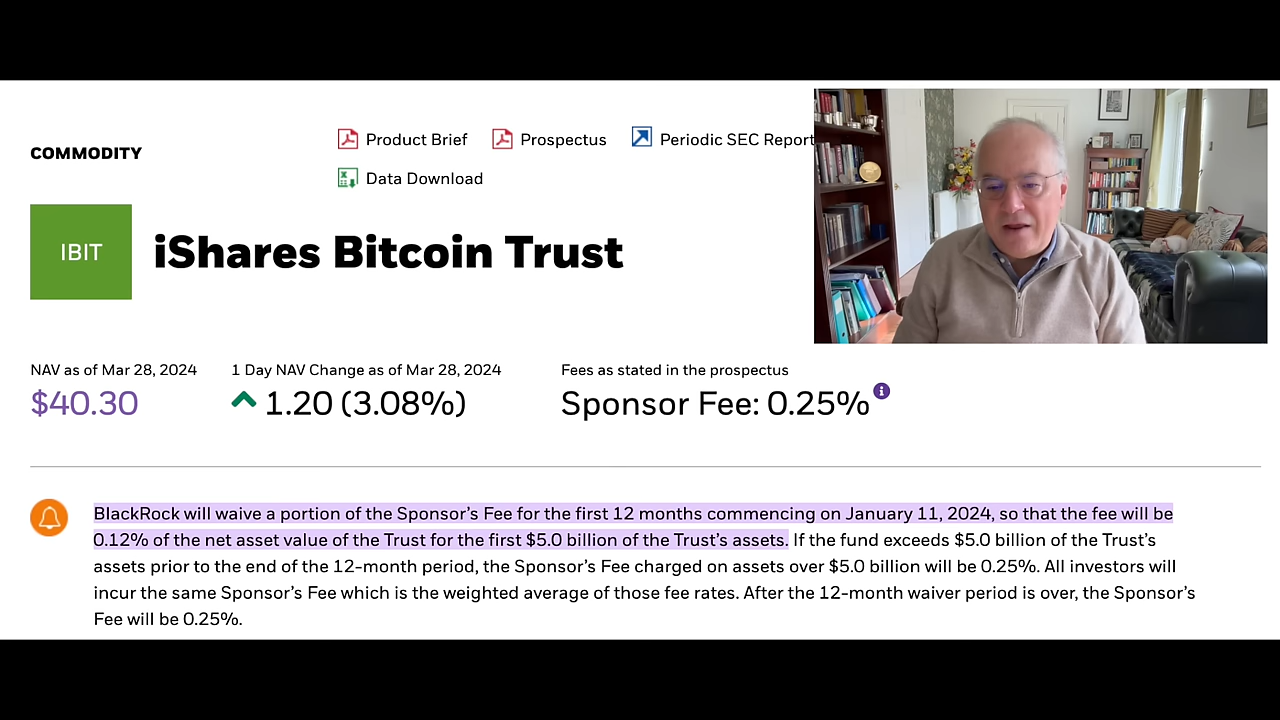 COMMODITY
Product Brief
Prospectus
Periodic SEC Report
Data Download
IBIT
iShares Bitcoin Trust
NAV as of Mar 28, 2024
$40.30
1 Day NAV Change as of Mar 28, 2024
1.20 (3.08%)
Fees as stated in the prospectus
Sponsor Fee: 0.25%
BlackRock will waive a portion of the Sponsor’s Fee for the first 12 months commencing on January 11, 2024, so that the fee will be
0.12% of the net asset value of the Trust for the first $5.0 billion of the Trust’s assets. If the fund exceeds $5.0 billion of the Trust’s
assets prior to the end of the 12-month period, the Sponsor’s Fee charged on assets over $5.0 billion will be 0.25%. All investors will
incur the same Sponsor’s Fee which is the weighted average of those fee rates. After the 12-month waiver period is over, the Sponsor’s
Fee will be 0.25%.